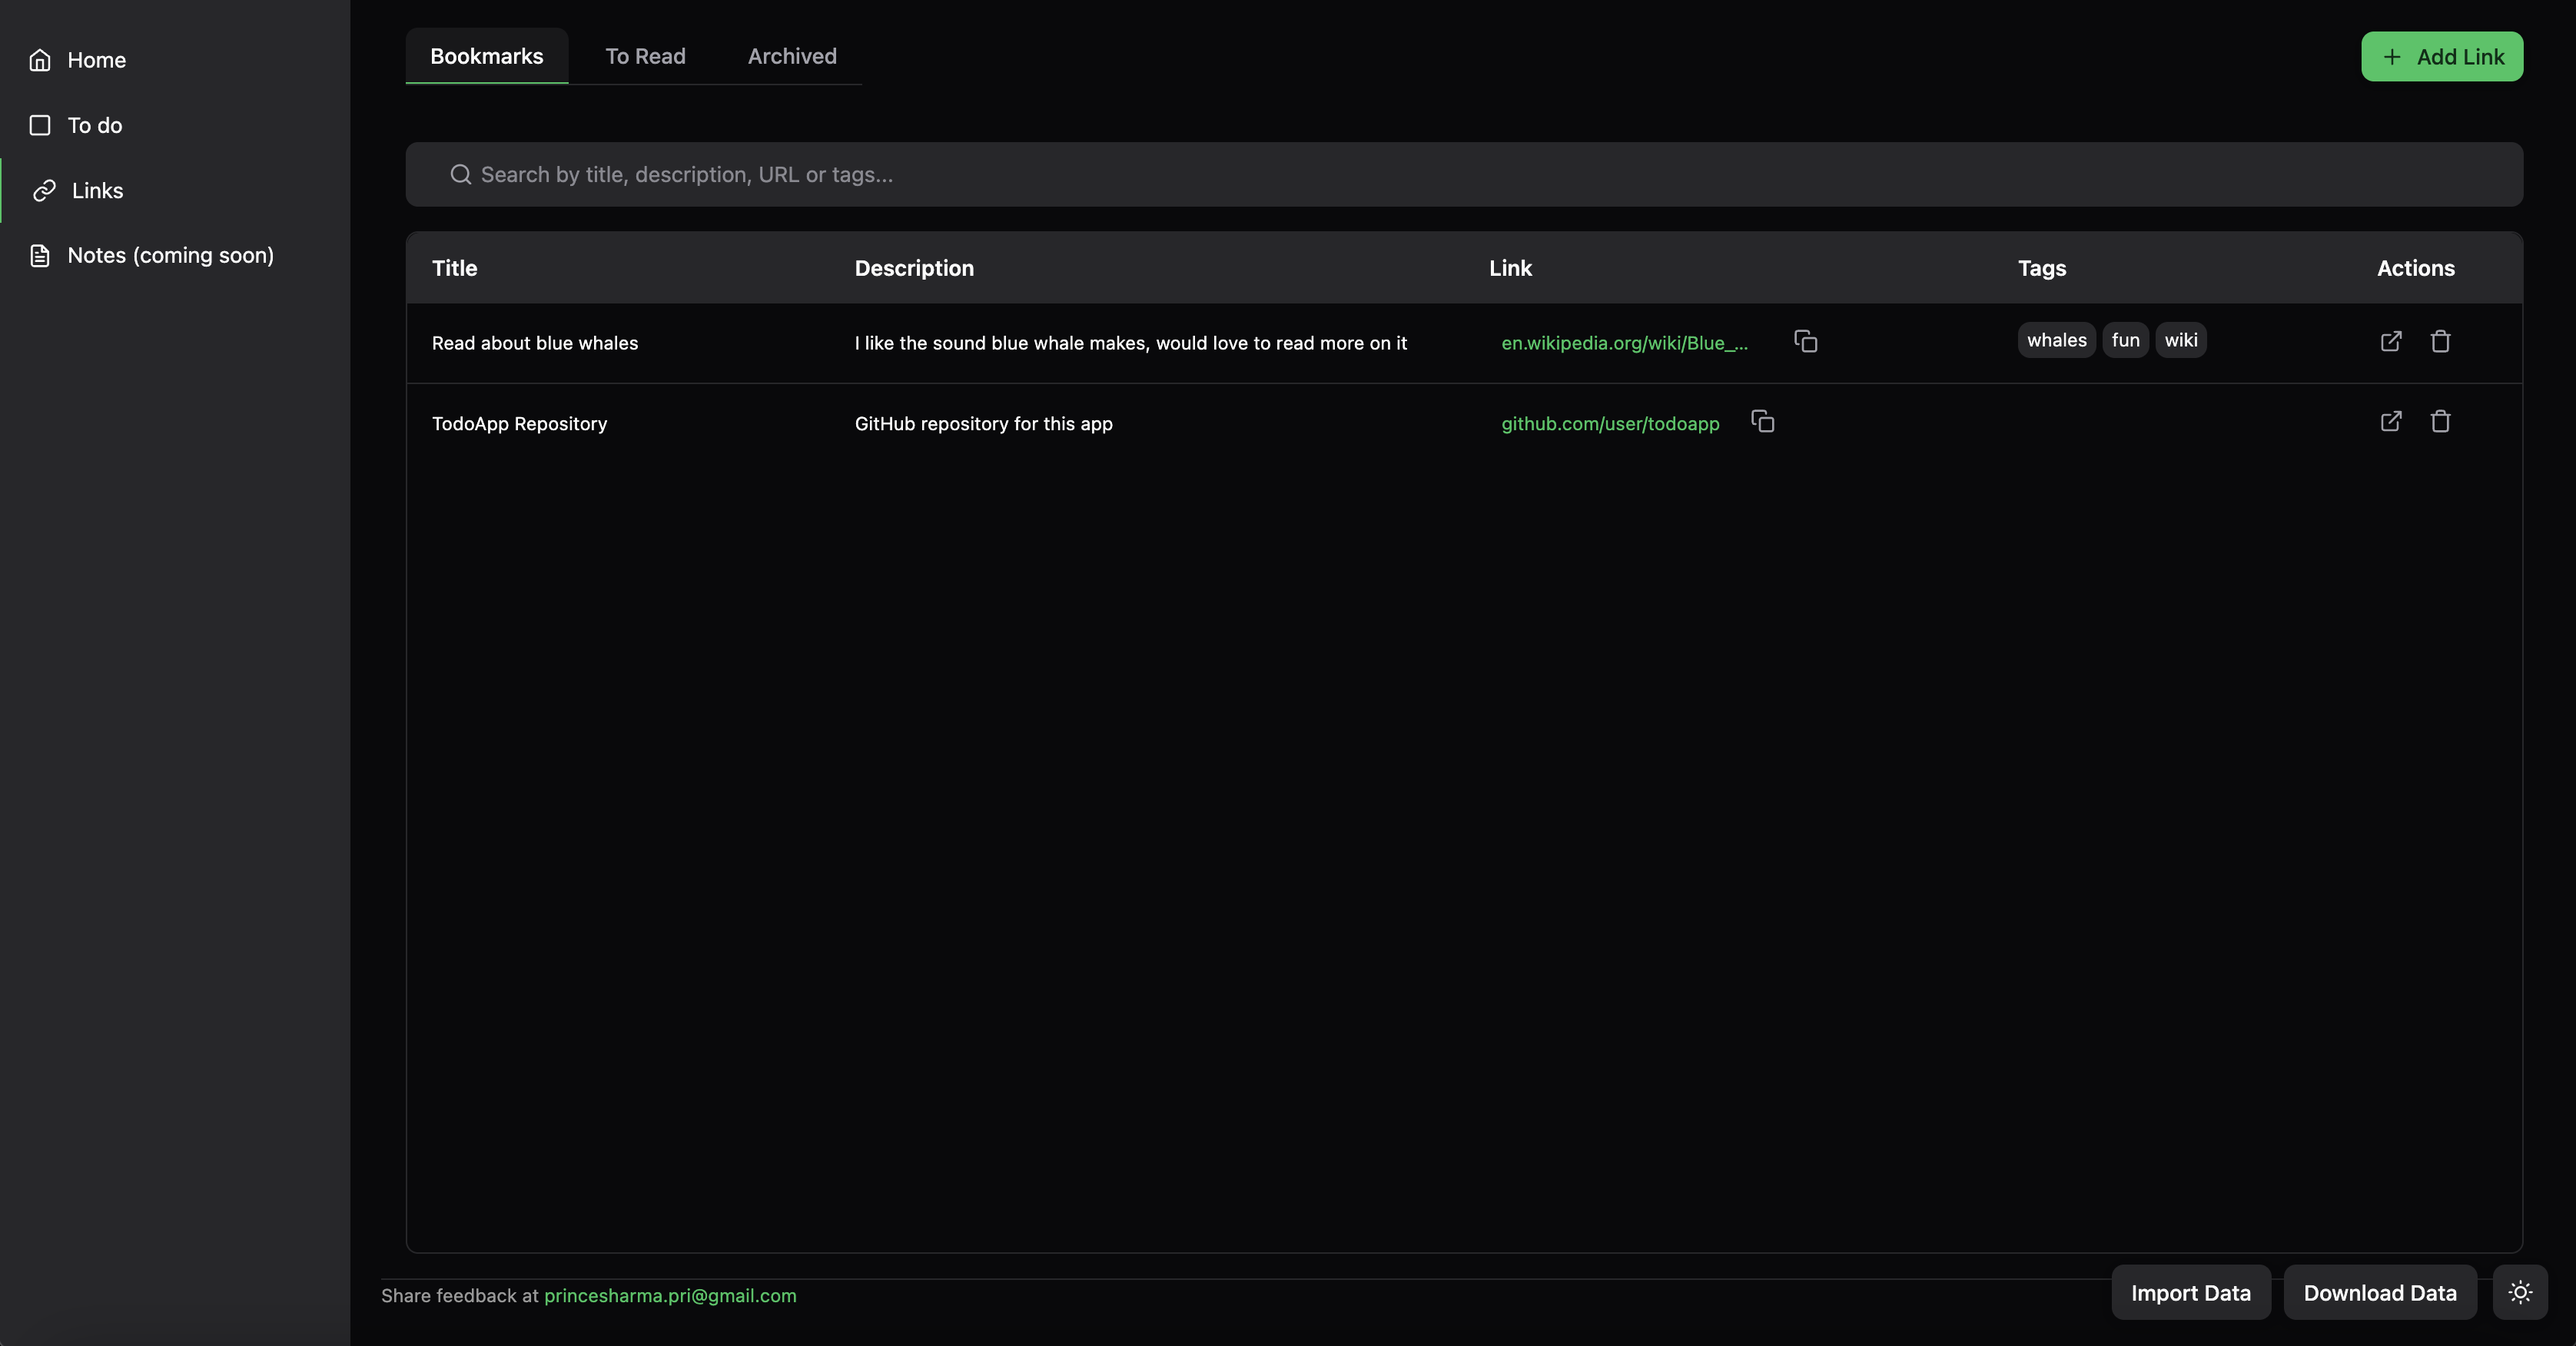 Home
To do
Links
Notes (coming soon)
Bookmarks To Read Archived
Add Link
Search by title, description, URL or tags...
Title Description Link Tags Actions
Read about blue whales I like the sound blue whale makes, would love to read more on it en.wikipedia.org/wiki/Blue_... whales fun wiki
TodoApp Repository GitHub repository for this app github.com/user/todoapp
Share feedback at princesharma.pri@gmail.com
Import Data Download Data